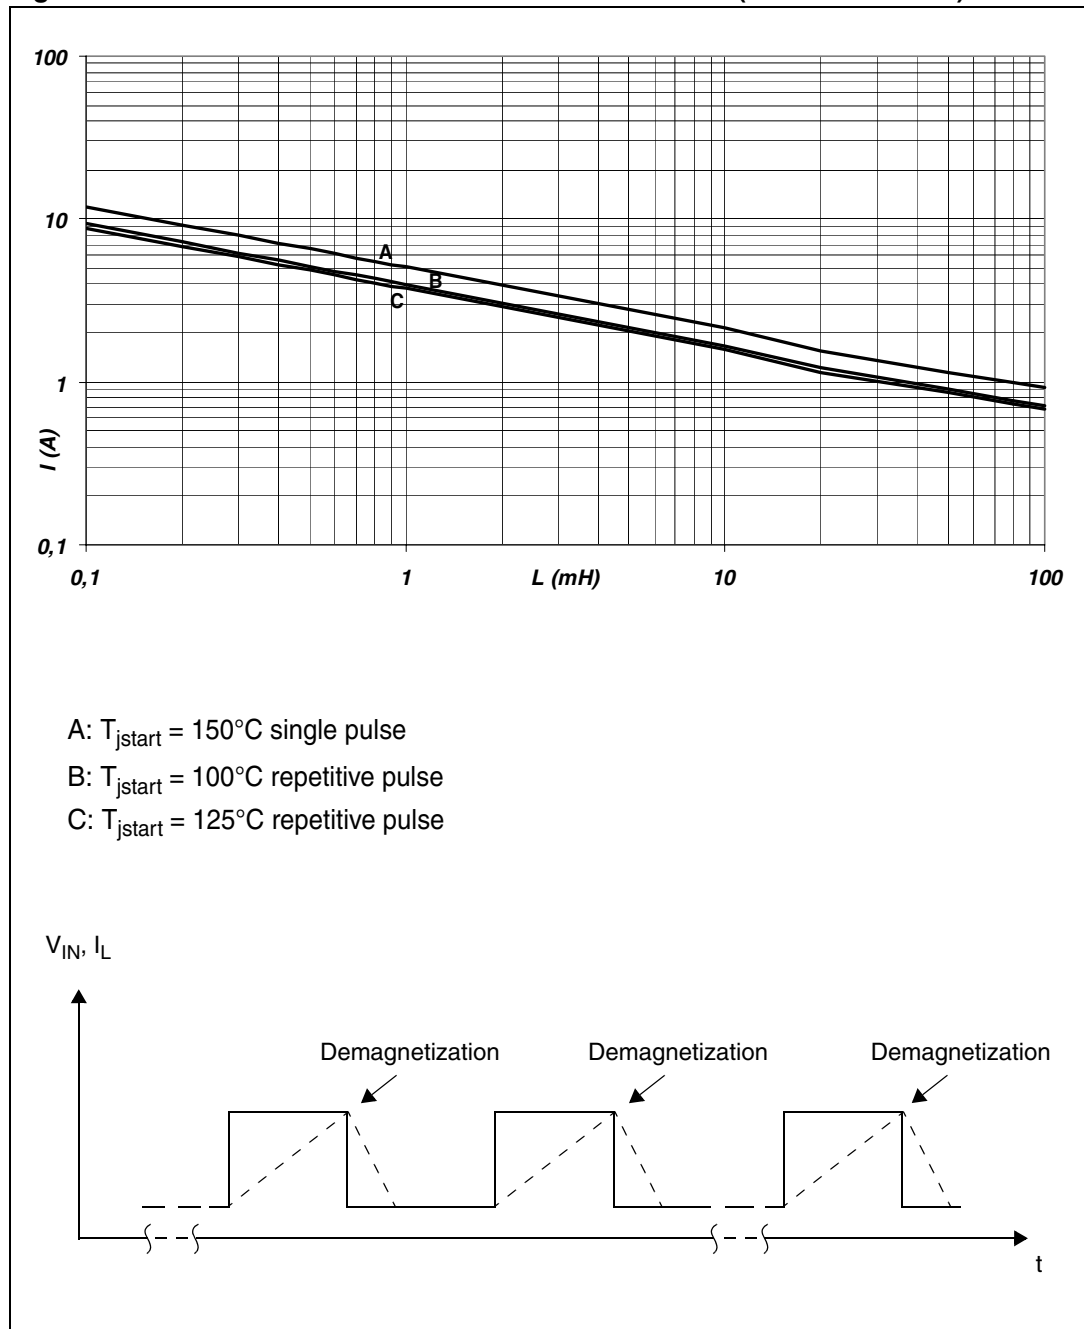 100
10
1
0,1
I (A)
A
B
C
0,1 1 L (mH) 10 100
A: Tjstart = 150°C single pulse
B: Tjstart = 100°C repetitive pulse
C: Tjstart = 125°C repetitive pulse
VIN, IL
Demagnetization Demagnetization Demagnetization
t